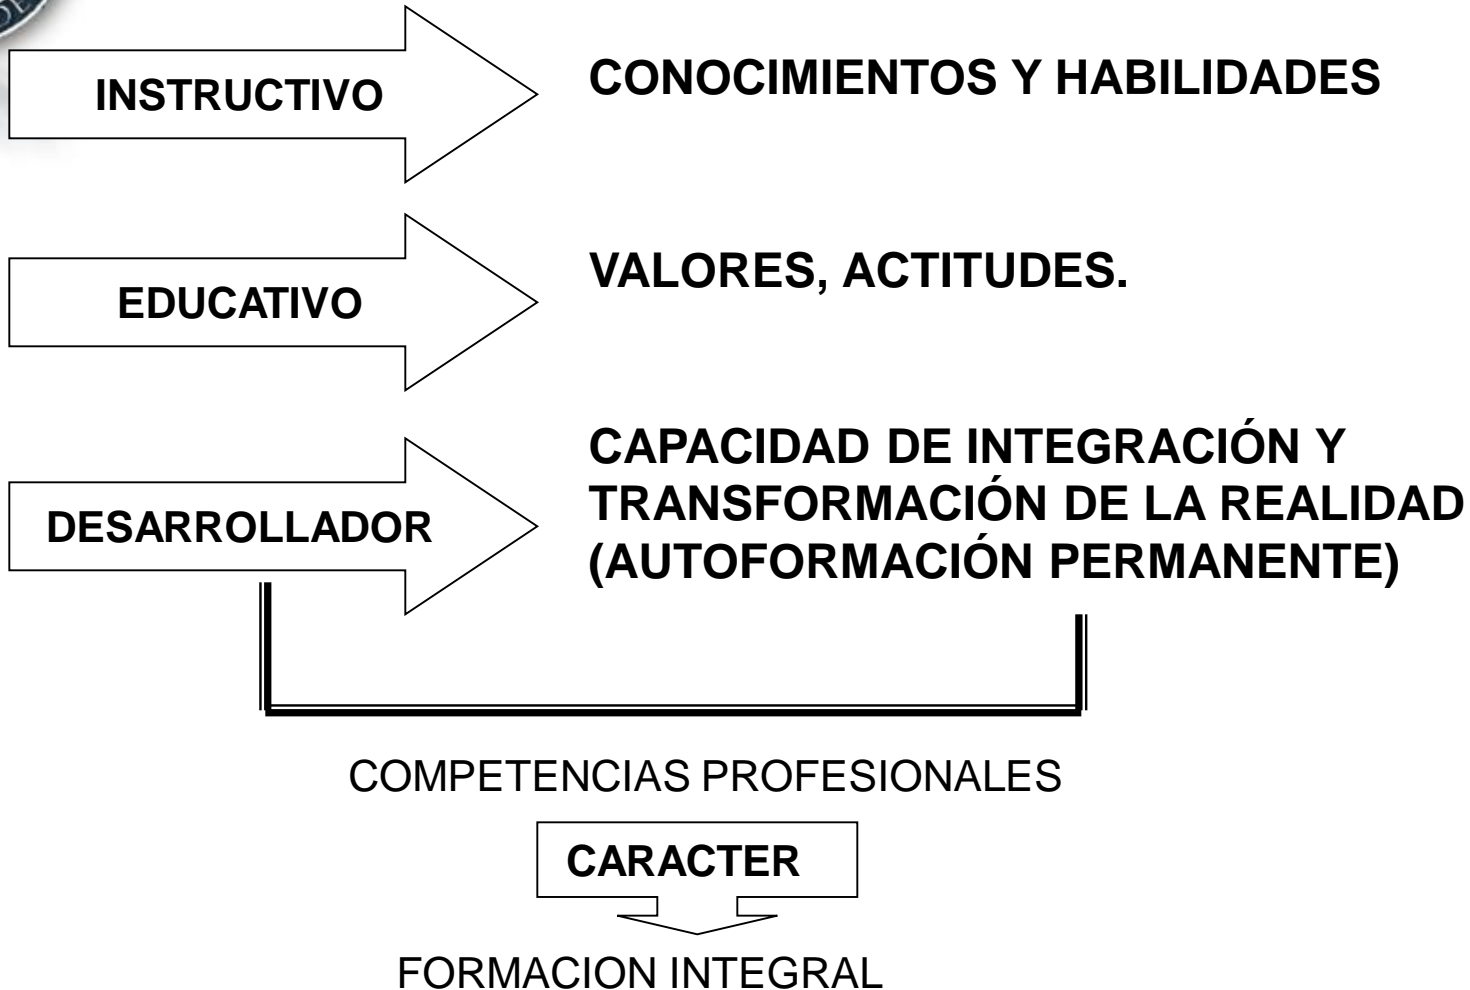 INSTRUCTIVO
CONOCIMIENTOS Y HABILIDADES
EDUCATIVO
VALORES, ACTITUDES.
DESARROLLADOR
CAPACIDAD DE INTEGRACIÓN Y
TRANSFORMACIÓN DE LA REALIDAD
(AUTOFORMACIÓN PERMANENTE)
COMPETENCIAS PROFESIONALES
CARACTER
FORMACION INTEGRAL